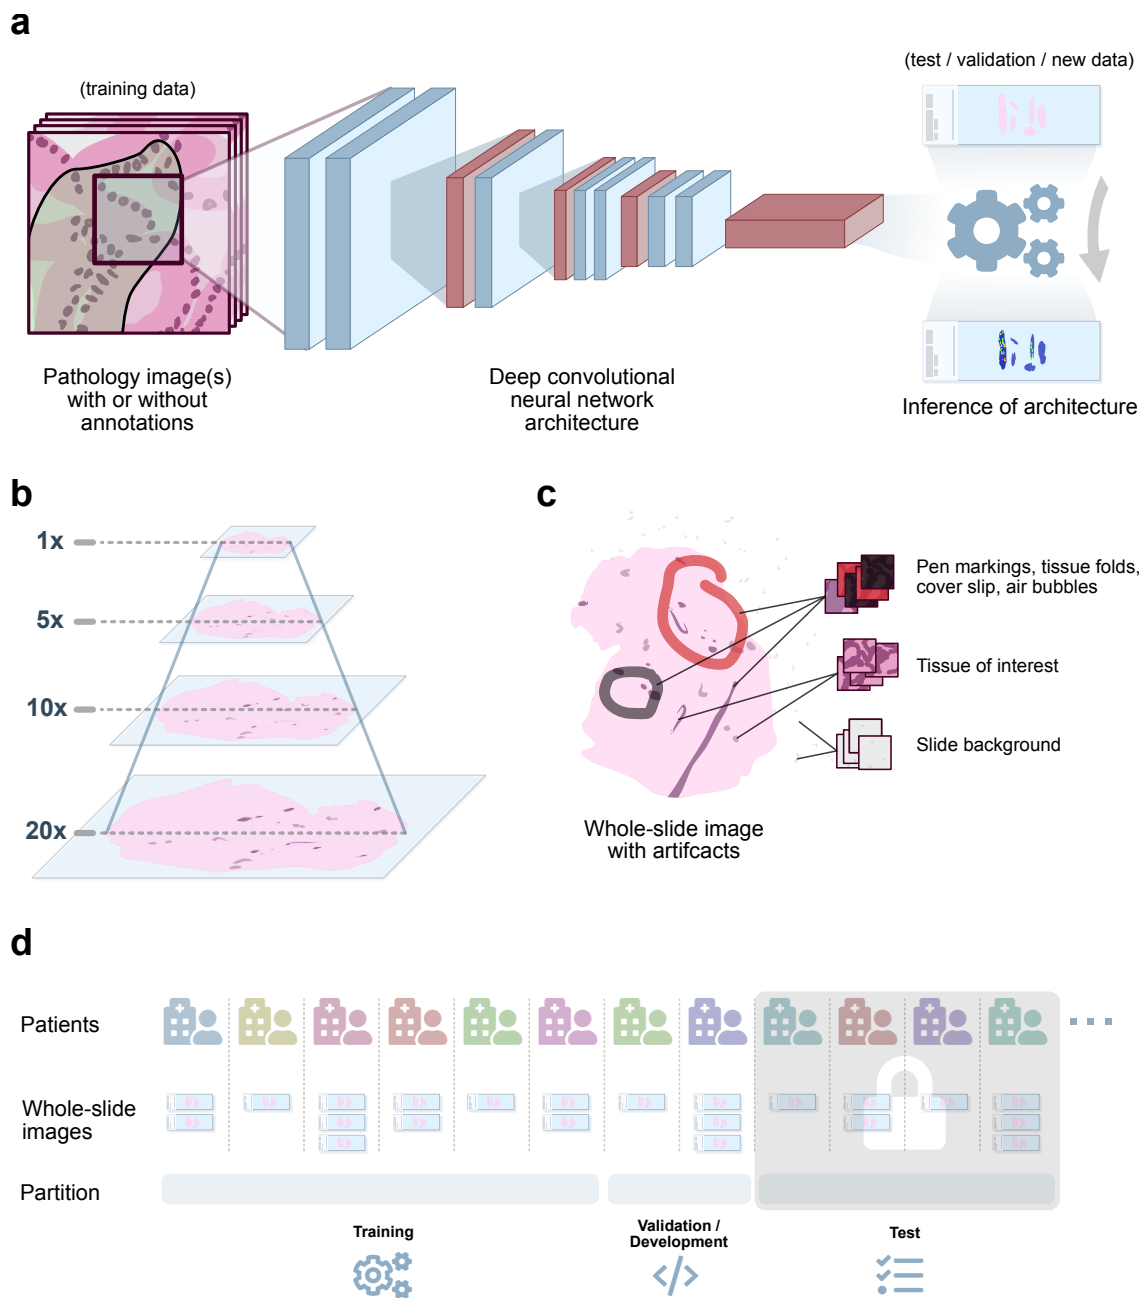 a
(training data)
(test / validation / new data)
Pathology image(s)
with or without
annotations
Deep convolutional
neural network
architecture
Inference of architecture
b
1x
5x
10x
20x
c
Pen markings, tissue folds,
cover slip, air bubbles
Tissue of interest
Slide background
Whole-slide image
with artifcacts
d
Patients
Whole-slide
images
Partition
Training
Validation /
Development
Test